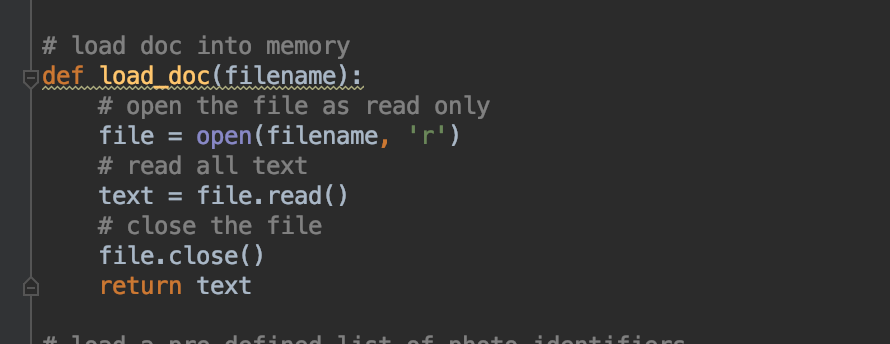 # load doc into memory
def load_doc(filename):
    # open the file as read only
    file = open(filename, 'r')
    # read all text
    text = file.read()
    # close the file
    file.close()
    return text
# load a pre-defined list of photo identifiers